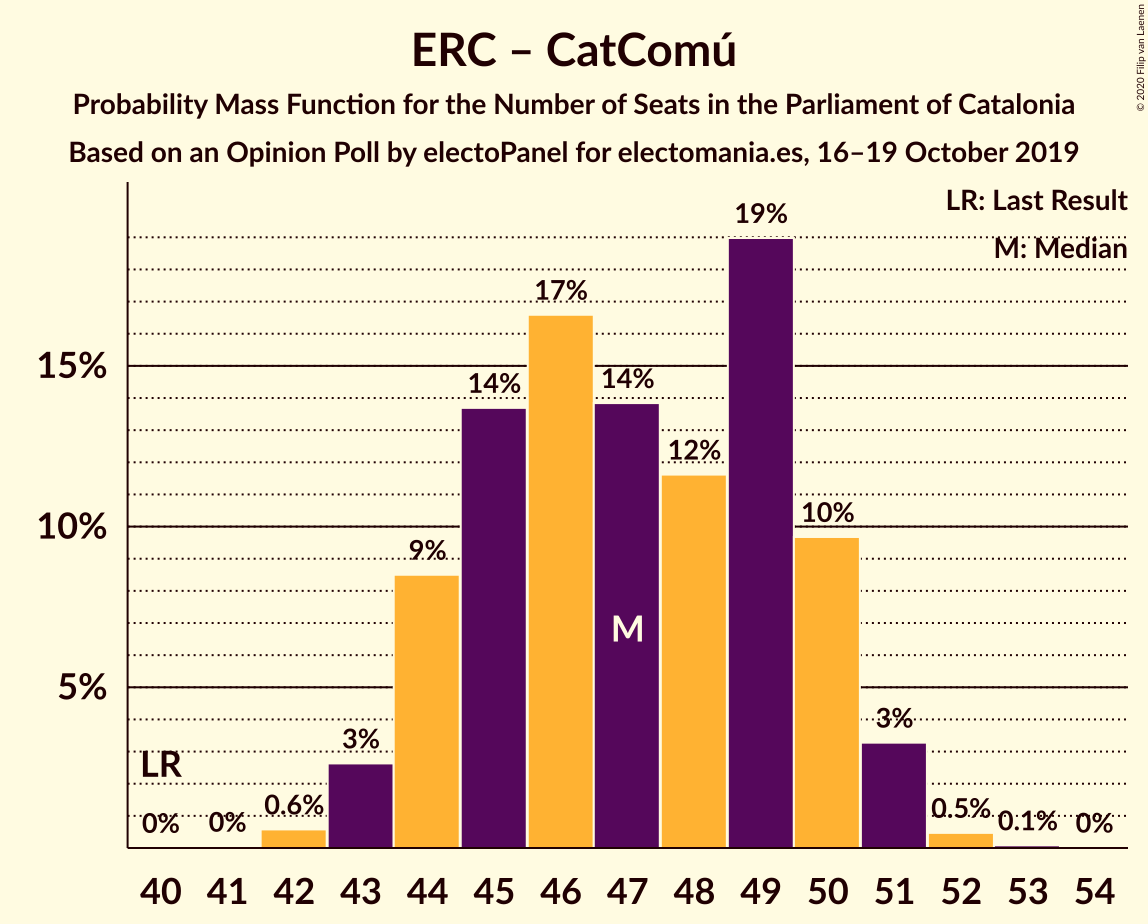 © 2020 Filip van Laenen
ERC – CatComú
Probability Mass Function for the Number of Seats in the Parliament of Catalonia
Based on an Opinion Poll by electoPanel for electomania.es, 16–19 October 2019
LR: Last Result
M: Median
19%
17%
15%
14%
14%
12%
10%
10%
9%
M
5%
3%
3%
LR
0%
0%
0.6%
0.5%
0.1%
0%
40 41 42 43 44 45 46 47 48 49 50 51 52 53 54